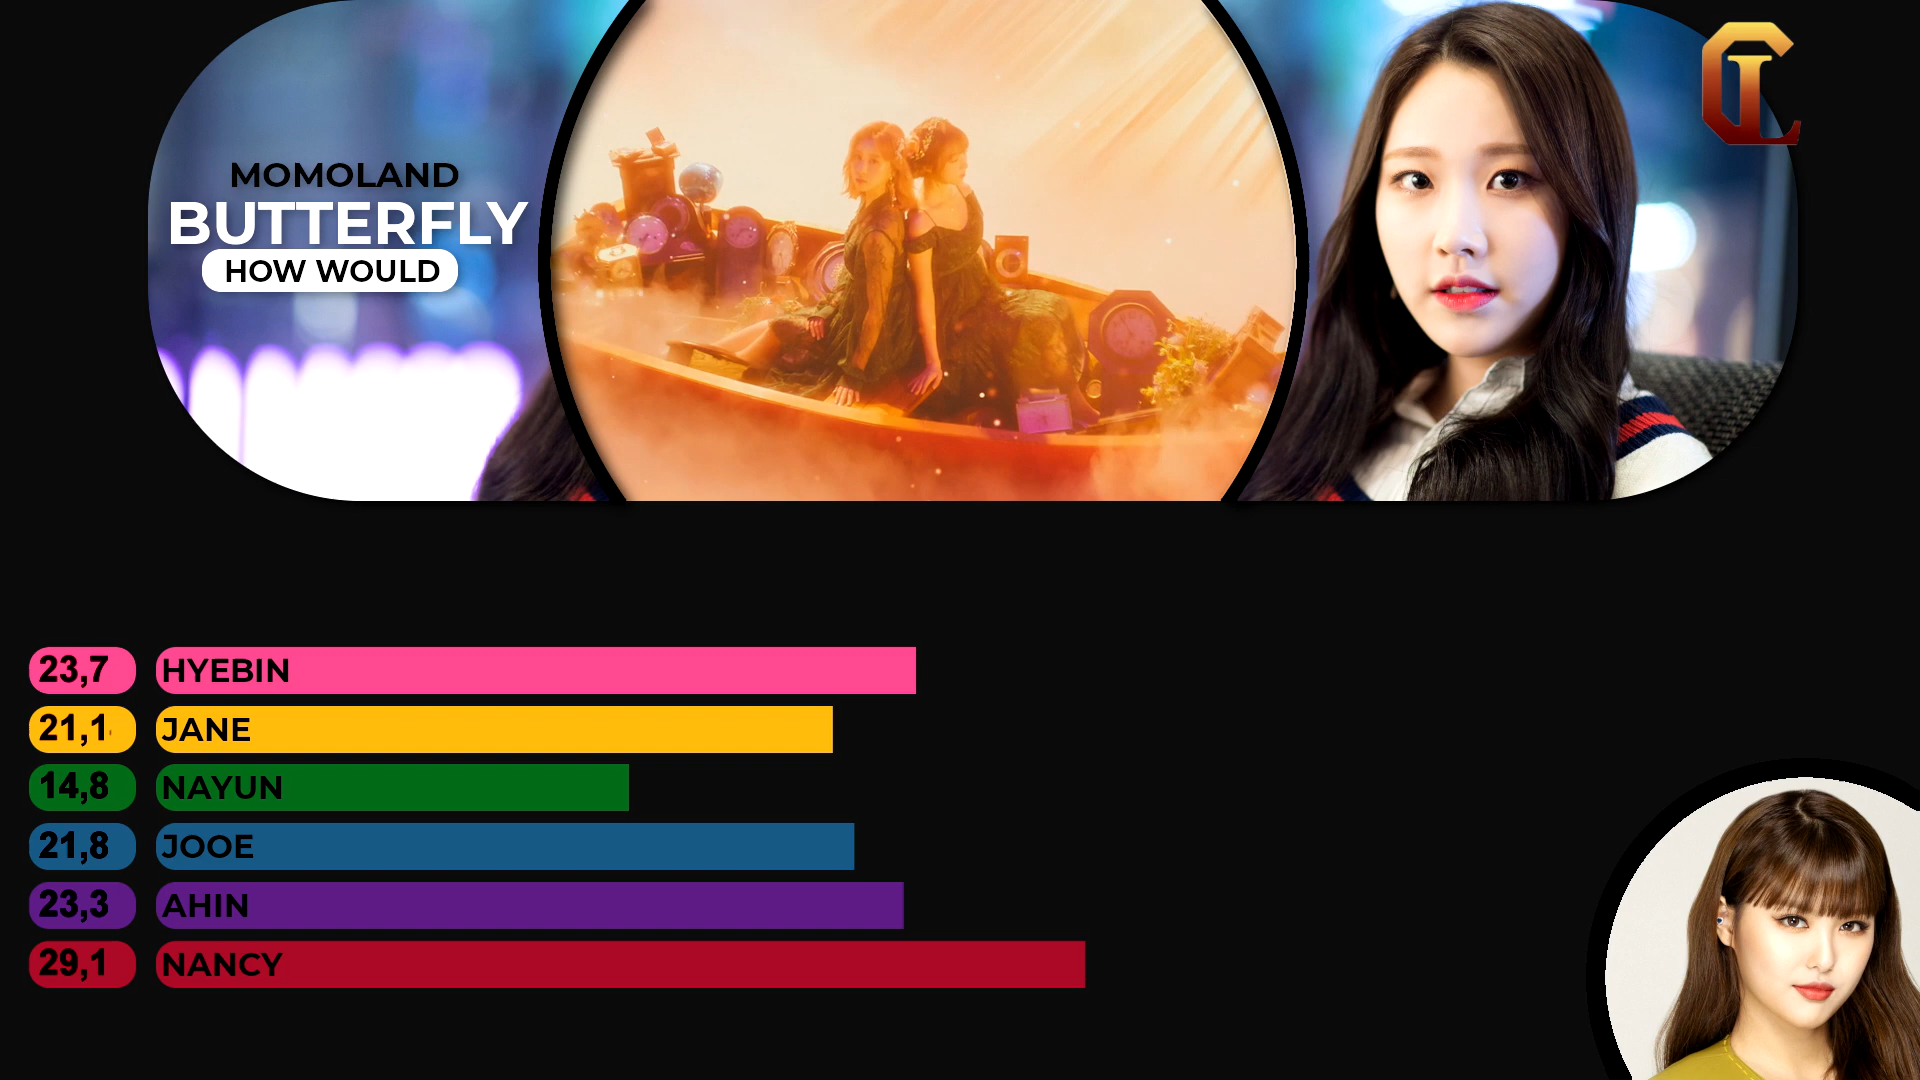 MOMOLAND
BUTTERFLY
HOW WOULD
CL
23,7 HYEBIN
21,1 JANE
14,8 NAYUN
21,8 JOOE
23,3 AHIN
29,1 NANCY